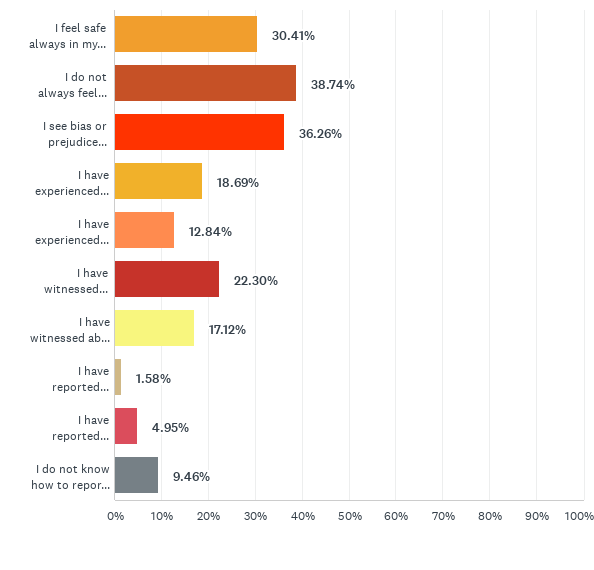 I feel safe
always in my...
30.41%
I do not
always feel...
38.74%
I see bias or
prejudice...
36.26%
I have
experienced...
18.69%
I have
experienced...
12.84%
I have
witnessed...
22.30%
I have
witnessed ab...
17.12%
I have
reported...
1.58%
I have
reported...
4.95%
I do not know
how to repor...
9.46%
0% 10% 20% 30% 40% 50% 60% 70% 80% 90% 100%